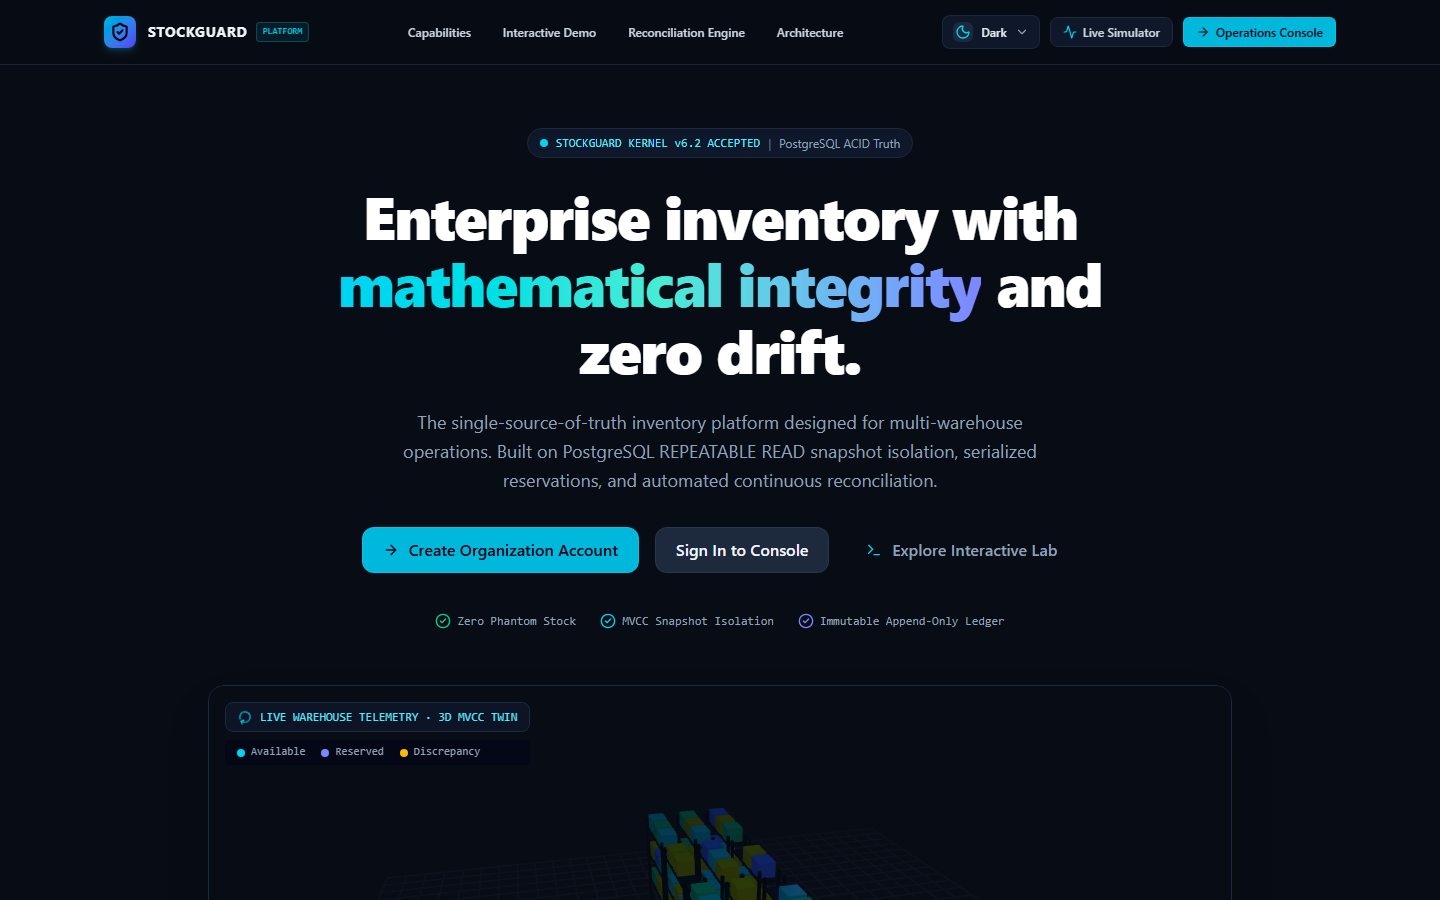 STOCKGUARD PLATFORM
Capabilities Interactive Demo Reconciliation Engine Architecture
Dark Live Simulator Operations Console
STOCKGUARD KERNEL v6.2 ACCEPTED | PostgreSQL ACID Truth
Enterprise inventory with
mathematical integrity and
zero drift.
The single-source-of-truth inventory platform designed for multi-warehouse
operations. Built on PostgreSQL REPEATABLE READ snapshot isolation, serialized
reservations, and automated continuous reconciliation.
Create Organization Account Sign In to Console Explore Interactive Lab
Zero Phantom Stock MVCC Snapshot Isolation Immutable Append-Only Ledger
LIVE WAREHOUSE TELEMETRY · 3D MVCC TWIN
Available Reserved Discrepancy